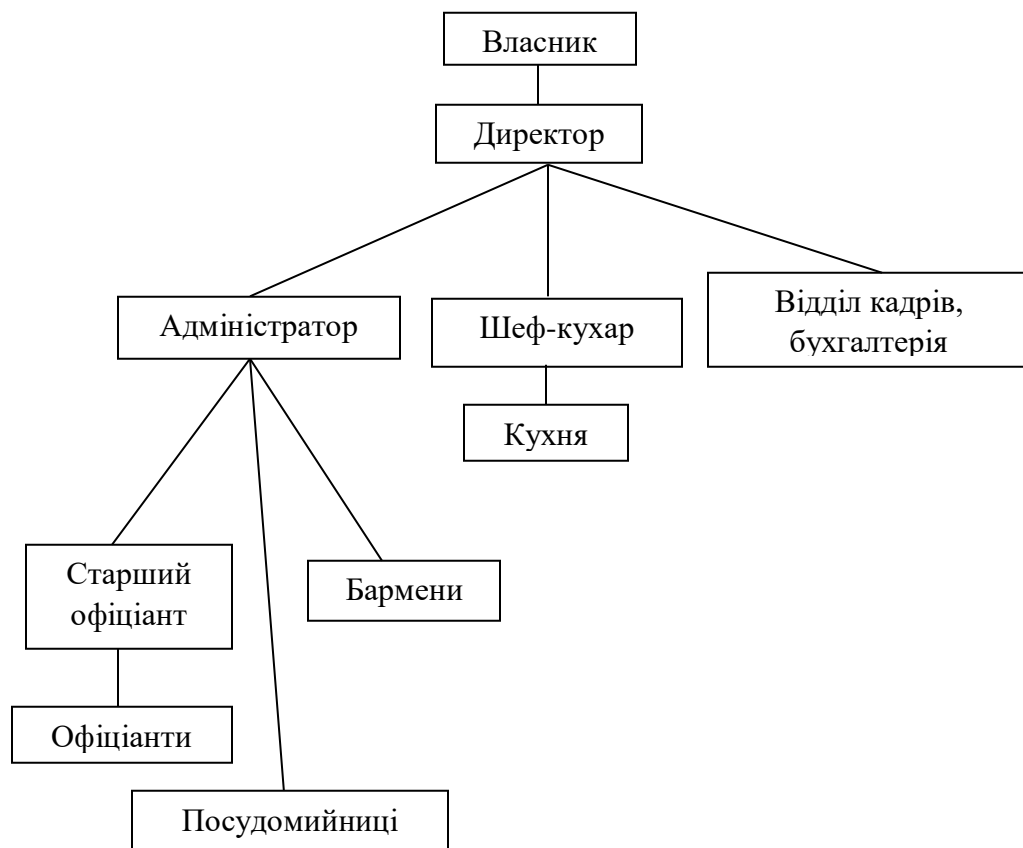 Власник
Директор
Адміністратор
Шеф-кухар
Відділ кадрів,
бухгалтерія
Кухня
Старший
офіціант
Бармени
Офіціанти
Посудомийниці